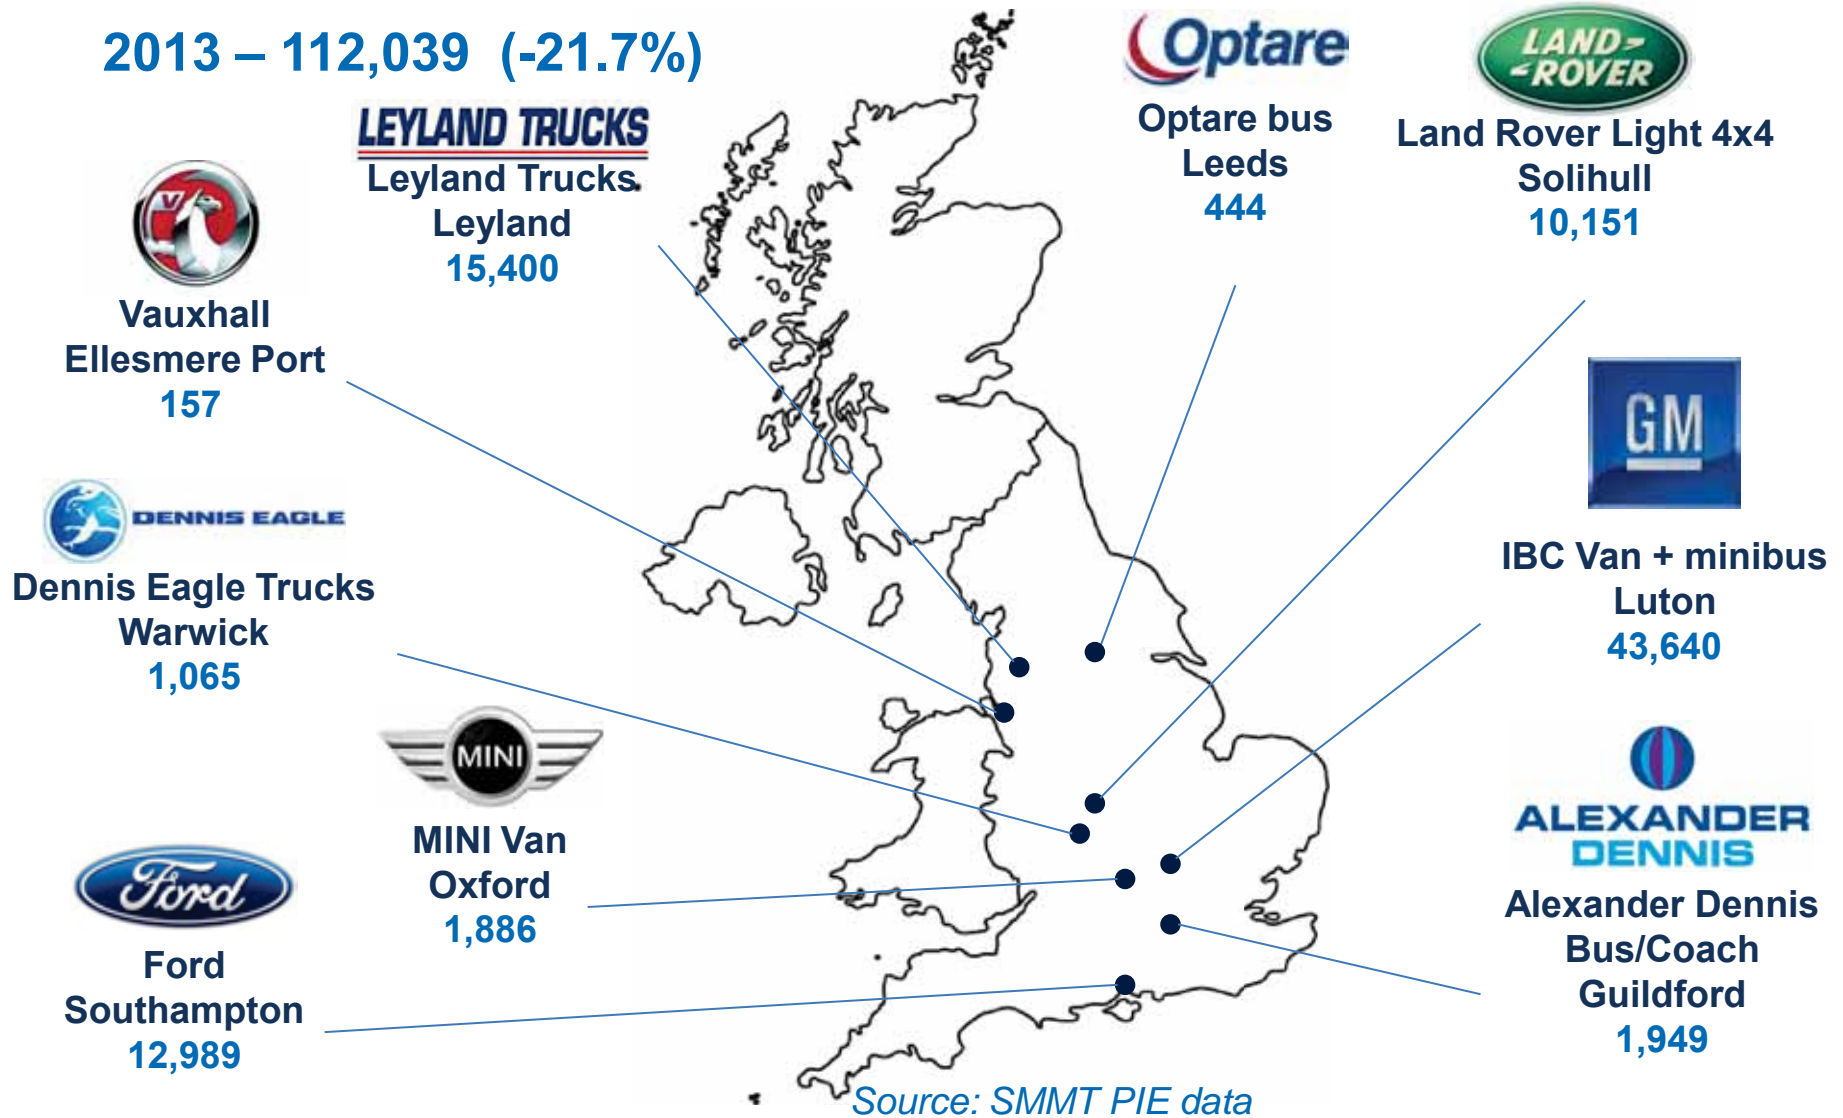 2013 – 112,039 (-21.7%)
LEYLAND TRUCKS
Leyland Trucks
Leyland
15,400
Optare
Optare bus
Leeds
444
LAND-
-ROVER
Land Rover Light 4x4
Solihull
10,151
V
Vauxhall
Ellesmere Port
157
GM
IBC Van + minibus
Luton
43,640
DENNIS EAGLE
Dennis Eagle Trucks
Warwick
1,065
MINI
MINI Van
Oxford
1,886
ALEXANDER
DENNIS
Alexander Dennis
Bus/Coach
Guildford
1,949
Ford
Ford
Southampton
12,989
Source: SMMT PIE data